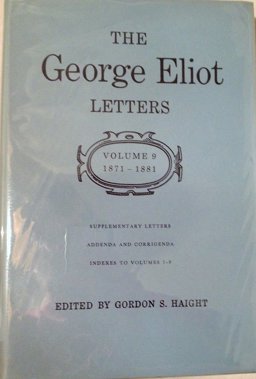 THE
George Eliot
LETTERS
VOLUME 9
1871–1881
SUPPLEMENTARY LETTERS
ADDENDA AND CORRIGENDA
INDEXES TO VOLUMES 1–9
EDITED BY GORDON S. HAIGHT